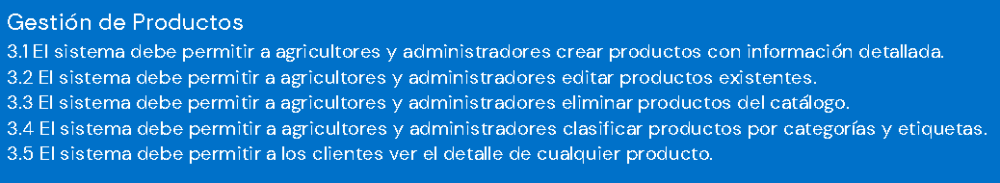 Gestión de Productos
3.1 El sistema debe permitir a agricultores y administradores crear productos con información detallada.
3.2 El sistema debe permitir a agricultores y administradores editar productos existentes.
3.3 El sistema debe permitir a agricultores y administradores eliminar productos del catálogo.
3.4 El sistema debe permitir a agricultores y administradores clasificar productos por categorías y etiquetas.
3.5 El sistema debe permitir a los clientes ver el detalle de cualquier producto.